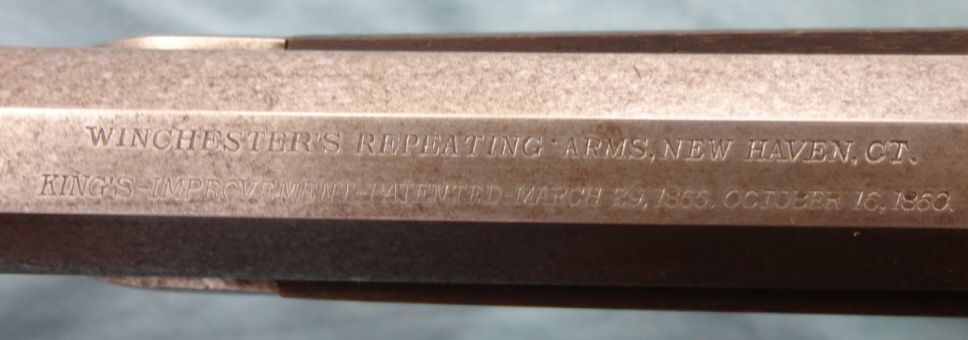 WINCHESTER'S REPEATING ARMS, NEW HAVEN, CT.
KING'S-IMPROVEMENT-PATENTED-MARCH 29, 1866. OCTOBER 16, 1860.